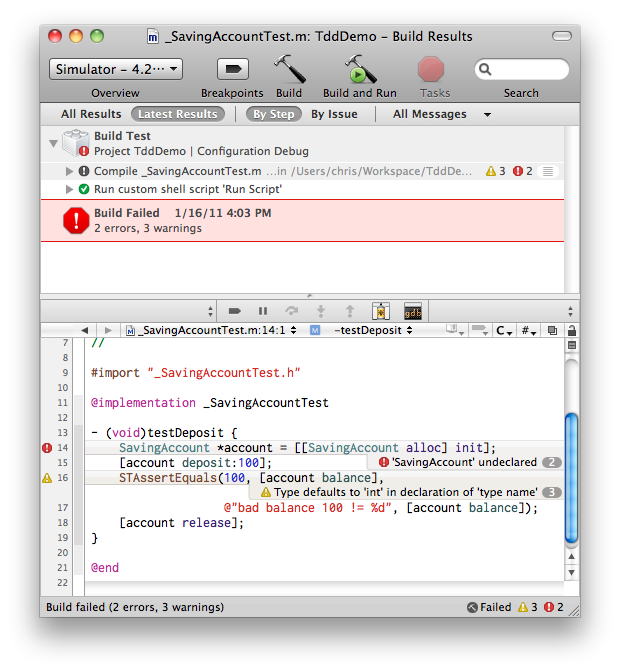 _SavingAccountTest.m: TddDemo – Build Results
Simulator – 4.2···
Overview
Breakpoints
Build
Build and Run
Tasks
Search
All Results
Latest Results
By Step
By Issue
All Messages
Build Test
Project TddDemo | Configuration Debug
Compile _SavingAccountTest.m ...in /Users/chris/Workspace/TddDe... 3 2
Run custom shell script 'Run Script'
Build Failed 1/16/11 4:03 PM
2 errors, 3 warnings
gdb
_SavingAccountTest.m:14:1 M -testDeposit C #
7 //
8
9 #import "_SavingAccountTest.h"
10
11 @implementation _SavingAccountTest
12
13 - (void)testDeposit {
14 SavingAccount *account = [[SavingAccount alloc] init];
15 [account deposit:100]; 'SavingAccount' undeclared 2
16 STAssertEquals(100, [account balance],
Type defaults to 'int' in declaration of 'type name' 3
17 @"bad balance 100 != %d", [account balance]);
18 [account release];
19 }
20
21 @end
22
Build failed (2 errors, 3 warnings) Failed 3 2